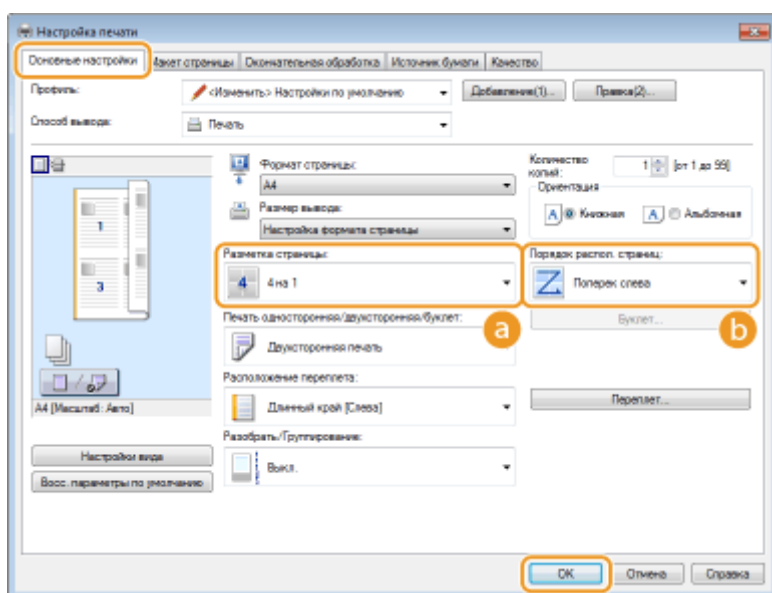 Настройка печати
Основные настройки Макет страницы Окончательная обработка Источник бумаги Качество
Профиль: <Изменить> Настройки по умолчанию Добавление(1)... Правка(2)...
Способ вывода: Печать
Формат страницы:
A4
Размер вывода:
Настройка формата страницы
Количество копий: 1 [от 1 до 99]
Ориентация
A Книжная A Альбомная
1
3
Разметка страницы:
4 4 на 1
Порядок распол. страниц:
Поперек слева
a
b
Печать односторонняя/двухсторонняя/буклет:
Двухсторонняя печать
Буклет...
Расположение переплета:
Длинный край [Слева]
Переплет...
A4 [Масштаб: Авто]
Разобрать/Группирование:
Выкл.
Настройки вида
Восс. параметры по умолчанию
OK Отмена Справка